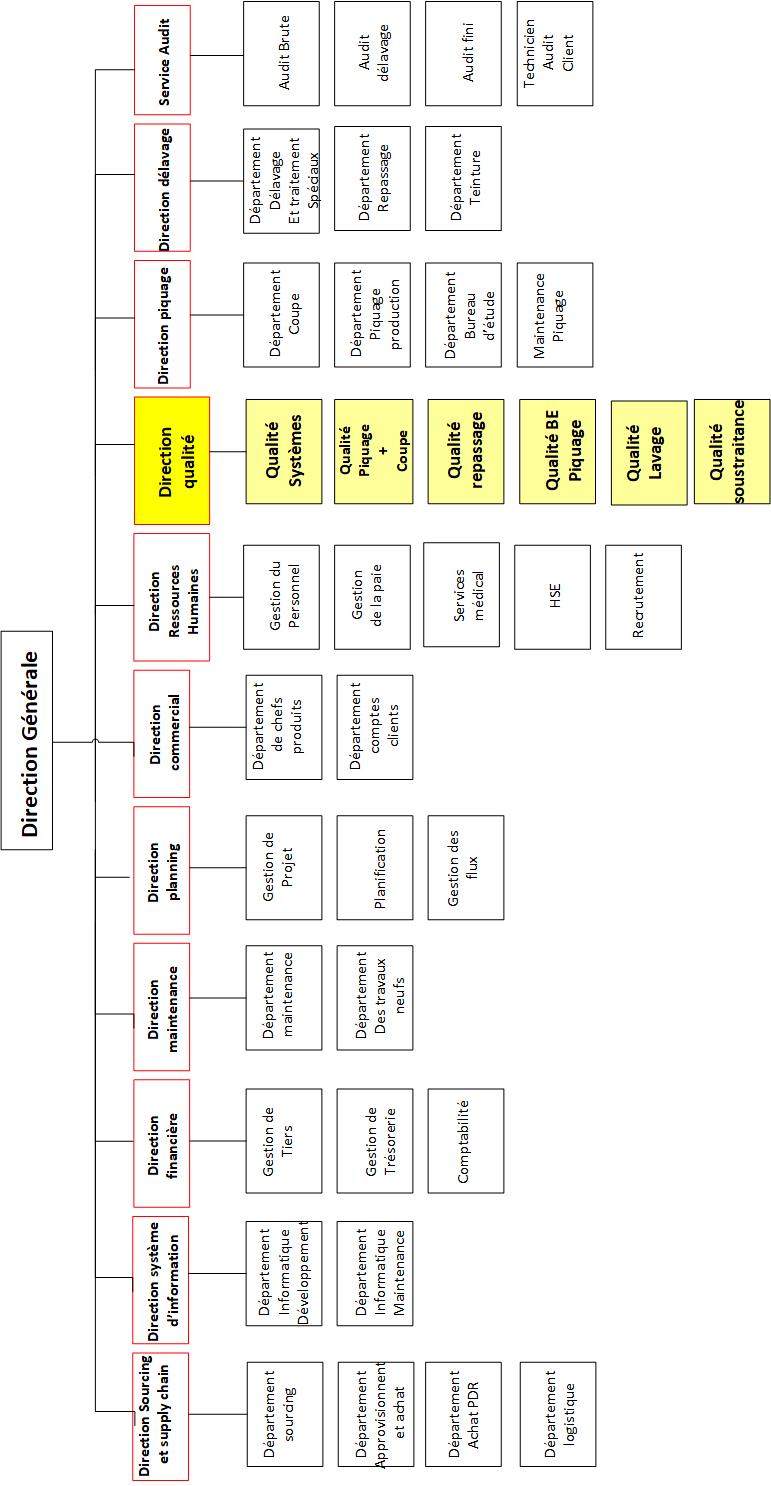 Direction Générale
Direction Sourcing
et supply chain
Département
sourcing
Département
Approvisionnent
et achat
Département
Achat PDR
Département
logistique
Direction système
d'information
Département
Informatique
Développement
Département
Informatique
Maintenance
Direction
financière
Gestion de
Tiers
Gestion de
Trésorerie
Comptabilité
Direction
maintenance
Département
maintenance
Département
Des travaux
neufs
Direction
planning
Gestion de
Projet
Planification
Gestion des
flux
Direction
commercial
Département
de chefs
produits
Département
comptes
clients
Direction
Ressources
Humaines
Gestion du
Personnel
Gestion
de la paie
Services
médical
HSE
Recrutement
Direction
qualité
Qualité
Systèmes
Qualité
Piquage
+
Coupe
Qualité
repassage
Qualité BE
Piquage
Qualité
Lavage
Qualité
soustraitance
Direction piquage
Département
Coupe
Département
Piquage
production
Département
Bureau
d'étude
Maintenance
Piquage
Direction délavage
Département
Délavage
Et traitement
Spéciaux
Département
Repassage
Département
Teinture
Service Audit
Audit Brute
Audit
délavage
Audit fini
Technicien
Audit
Client